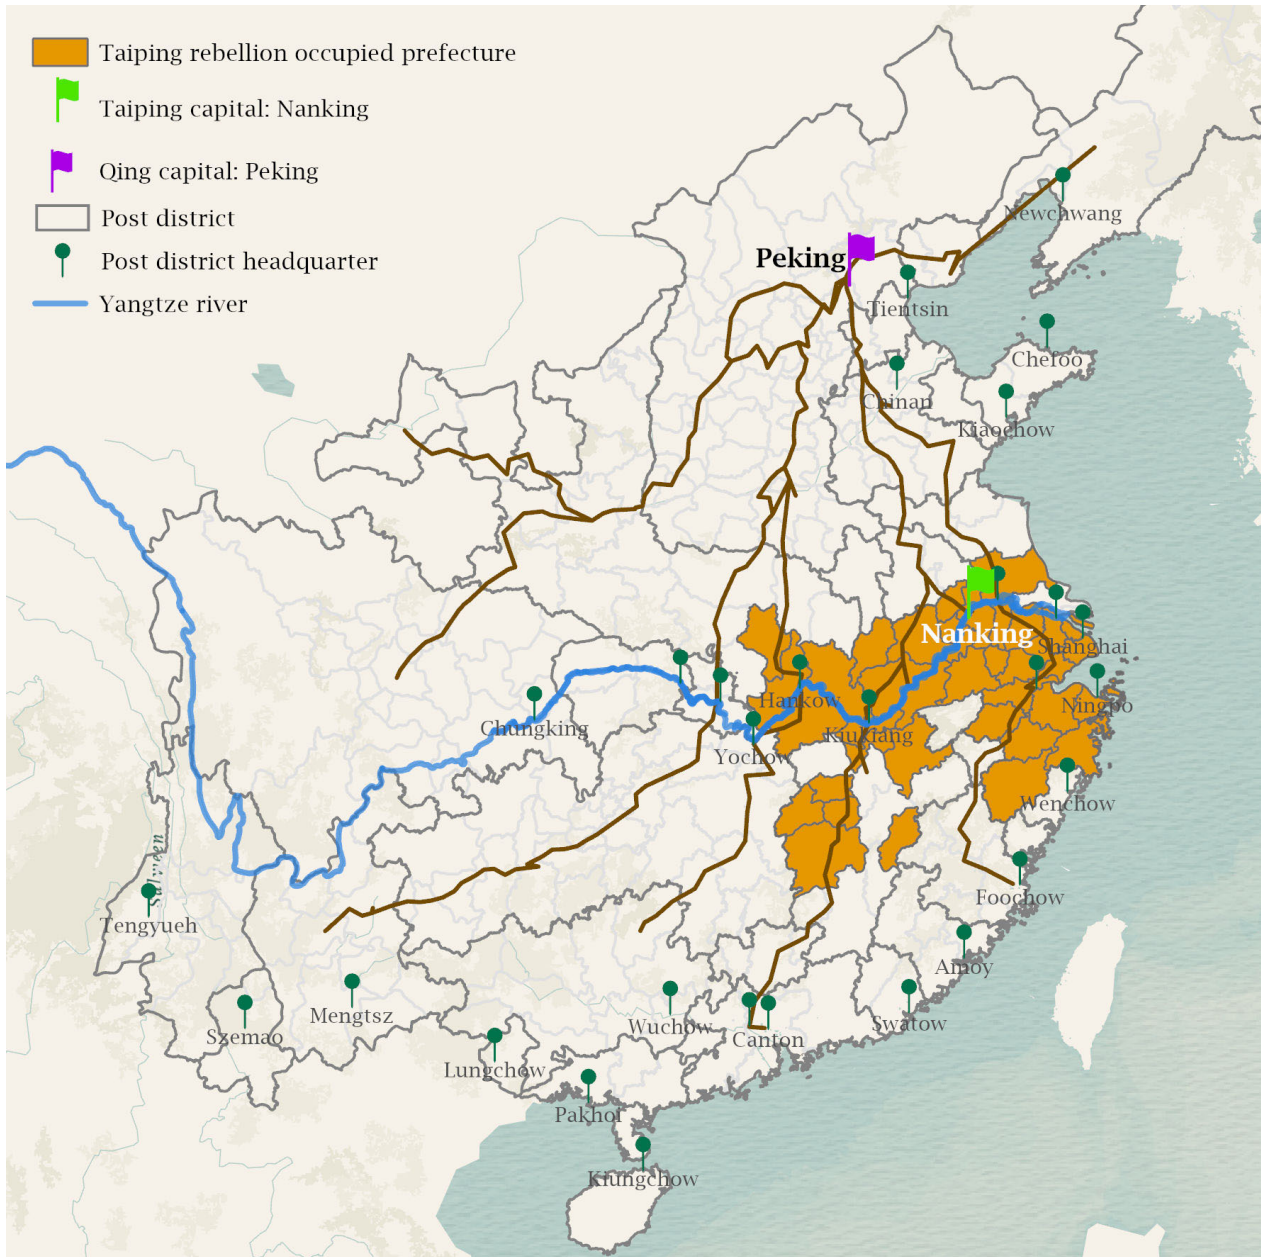 Taiping rebellion occupied prefecture
Taiping capital: Nanking
Qing capital: Peking
Post district
Post district headquarter
Yangtze river
Newchwang
Peking
Tientsin
Chefoo
Chinan
Kiaochow
Nanking
Shanghai
Hankow
Ningpo
Chungking
Kiukiang
Yochow
Wenchow
Salween
Foochow
Tengyueh
Amoy
Mengtsz
Swatow
Wuchow
Szemao
Canton
Lungchow
Pakhoi
Kiungchow